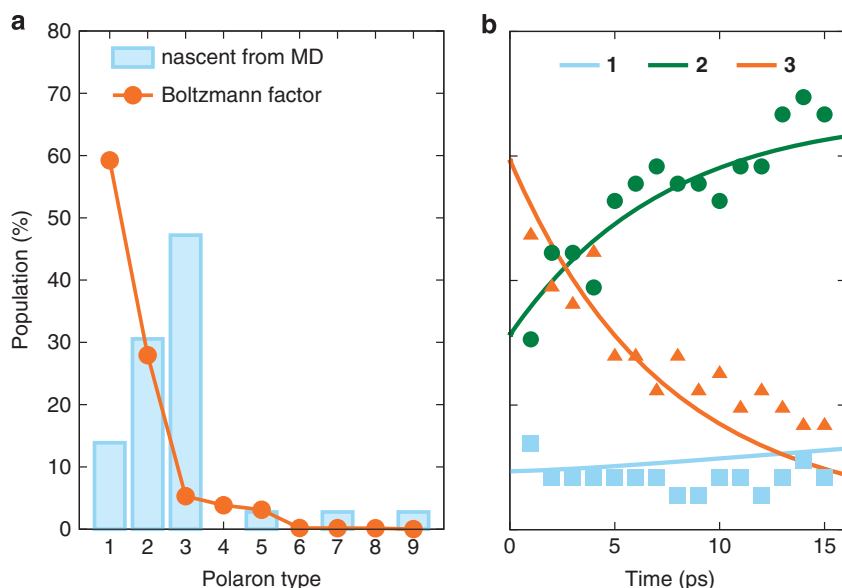 a
80
70
60
50
40
30
20
10
0
Population (%)
nascent from MD
Boltzmann factor
1 2 3 4 5 6 7 8 9
Polaron type
b
1 2 3
0 5 10 15
Time (ps)